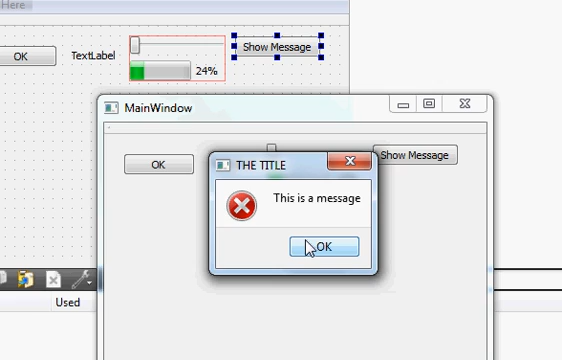 Here
OK
TextLabel
Show Message
24%
MainWindow
OK
Show Message
THE TITLE
This is a message
OK
Used